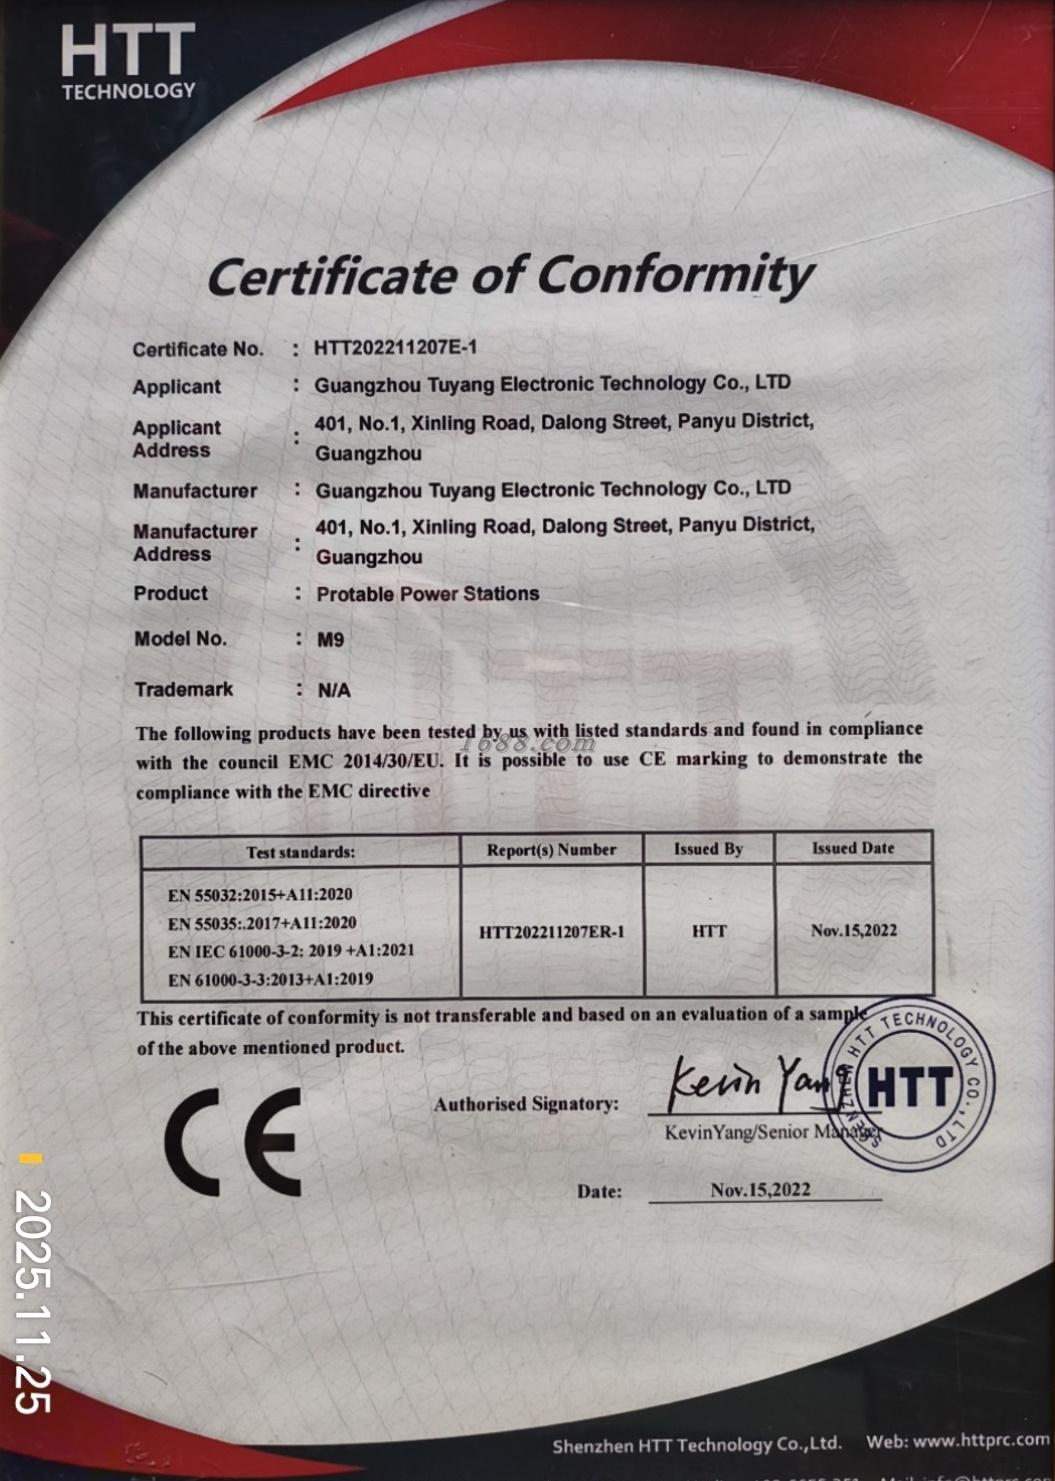 HTT
TECHNOLOGY
Certificate of Conformity
Certificate No. : HTT202211207E-1
Applicant : Guangzhou Tuyang Electronic Technology Co., LTD
Applicant Address : 401, No.1, Xinling Road, Dalong Street, Panyu District,
Guangzhou
Manufacturer : Guangzhou Tuyang Electronic Technology Co., LTD
Manufacturer Address : 401, No.1, Xinling Road, Dalong Street, Panyu District,
Guangzhou
Product : Protable Power Stations
Model No. : M9
Trademark : N/A
The following products have been tested by us with listed standards and found in compliance
1688.com
with the council EMC 2014/30/EU. It is possible to use CE marking to demonstrate the
compliance with the EMC directive
Test standards: Report(s) Number Issued By Issued Date
EN 55032:2015+A11:2020
EN 55035:.2017+A11:2020
EN IEC 61000-3-2: 2019 +A1:2021
EN 61000-3-3:2013+A1:2019
HTT202211207ER-1 HTT Nov.15,2022
This certificate of conformity is not transferable and based on an evaluation of a sample
of the above mentioned product.
CE
Authorised Signatory: Kevin Yang
KevinYang/Senior Manager
SHENZHEN HTT TECHNOLOGY CO.,LTD
HTT
Date: Nov.15,2022
2025.11.25
Shenzhen HTT Technology Co.,Ltd. Web: www.httprc.com